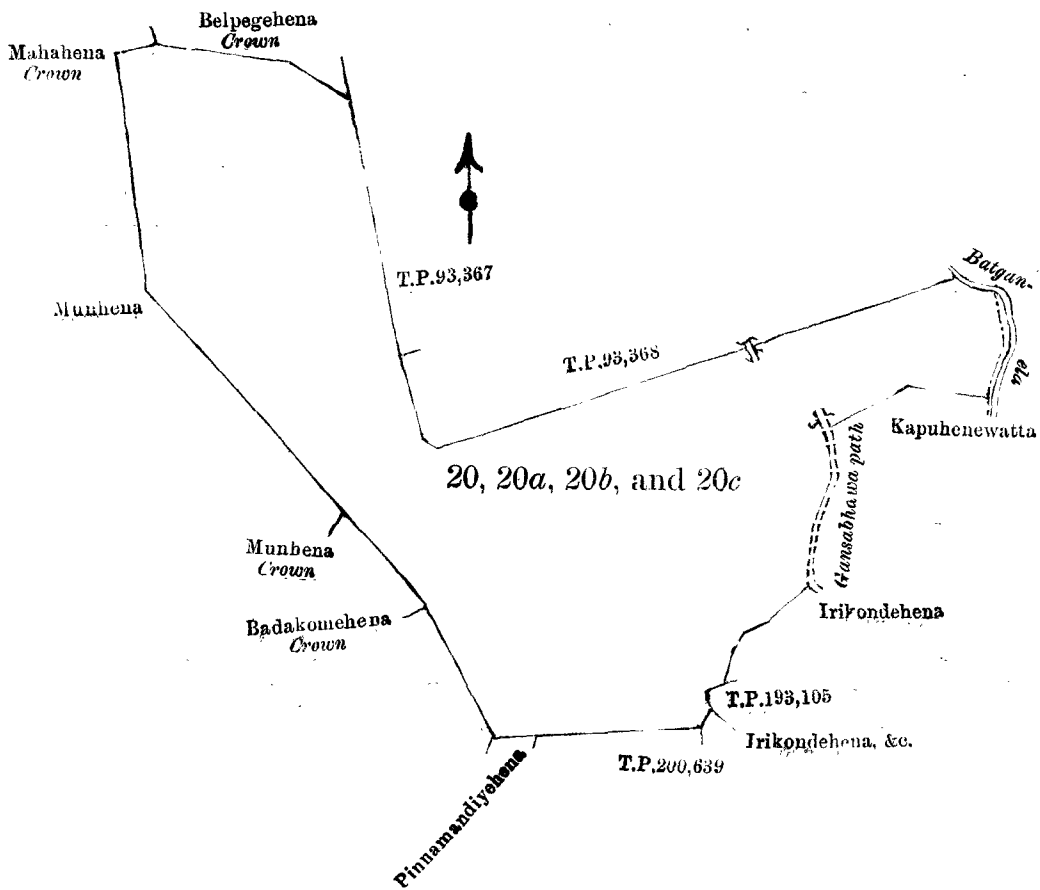 Belpegehena
Crown
Mahahena
Crown
T.P.93,367
Batgan-
ela
Munhena
T.P.93,368
Kapuhenewatta
Gansabhawa path
20, 20a, 20b, and 20c
Munhena
Crown
Irikondehena
Badakomehena
Crown
T.P.193,105
Irikondehena, &c.
T.P.200,639
Pinnamandiyehena